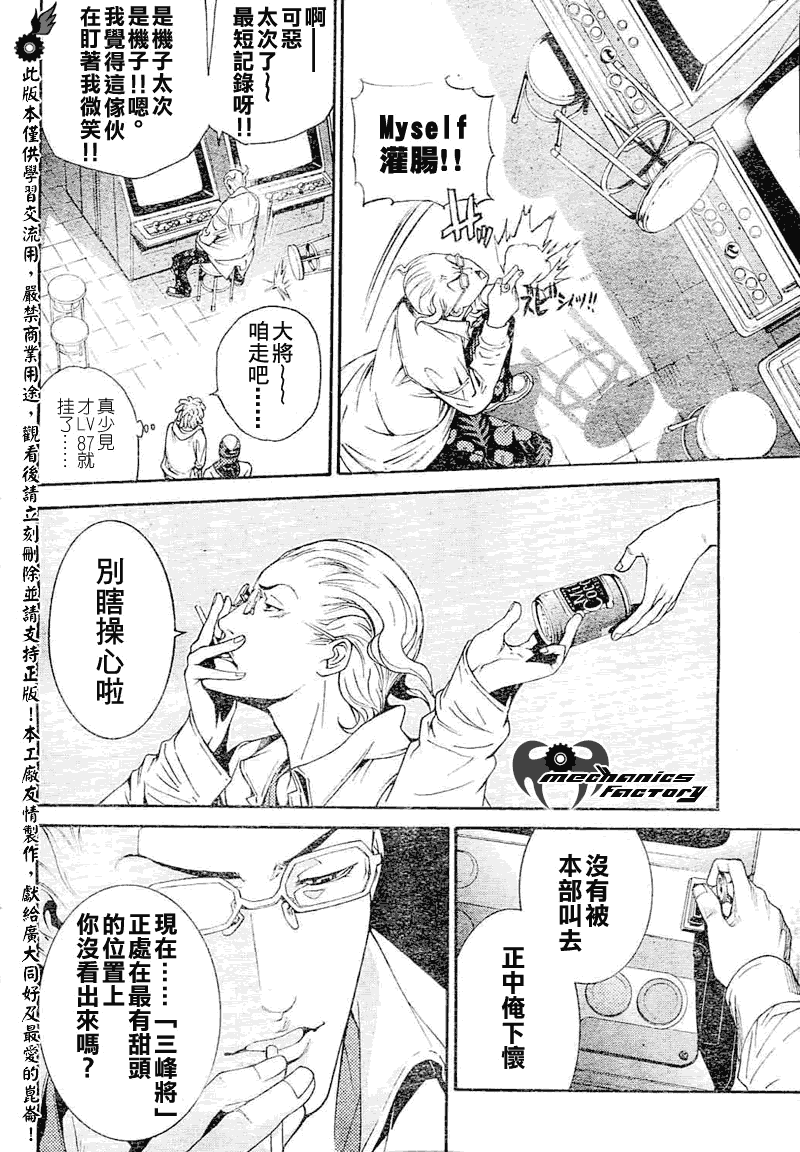 Myself
灌腸!!
ズビシッ!!
啊──
可惡
太次了～
最短記錄呀!!
是機子太次
是機子!!嗯。
我覺得這傢伙
在盯著我微笑!!
大將～
咱走吧……
真少見
才LV87就
挂了……
別瞎操心啦
mechanics
factory
沒有被
本部叫去
正中俺下懷
現在……「三峰將」
正處在最有甜頭
的位置上
你沒看出來嗎?
此版本僅供學習交流用，嚴禁商業用途，觀看後請立刻刪除並請支持正版！本工廠友情製作，獻給廣大同好及最愛的崑崙！